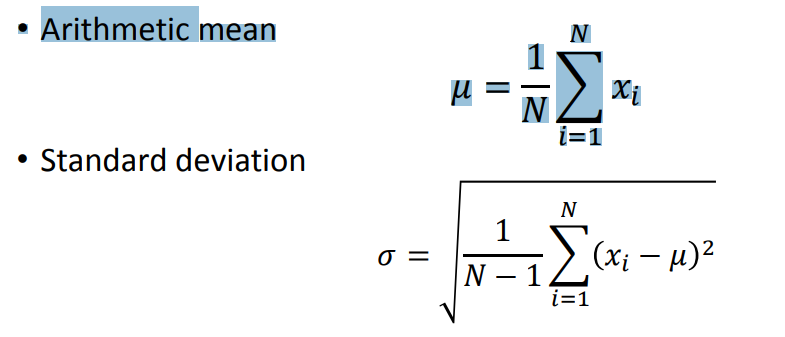 • Arithmetic mean
μ = 1/N ∑_{i=1}^{N} x_i
• Standard deviation
σ = √(1/(N − 1) ∑_{i=1}^{N} (x_i − μ)²)